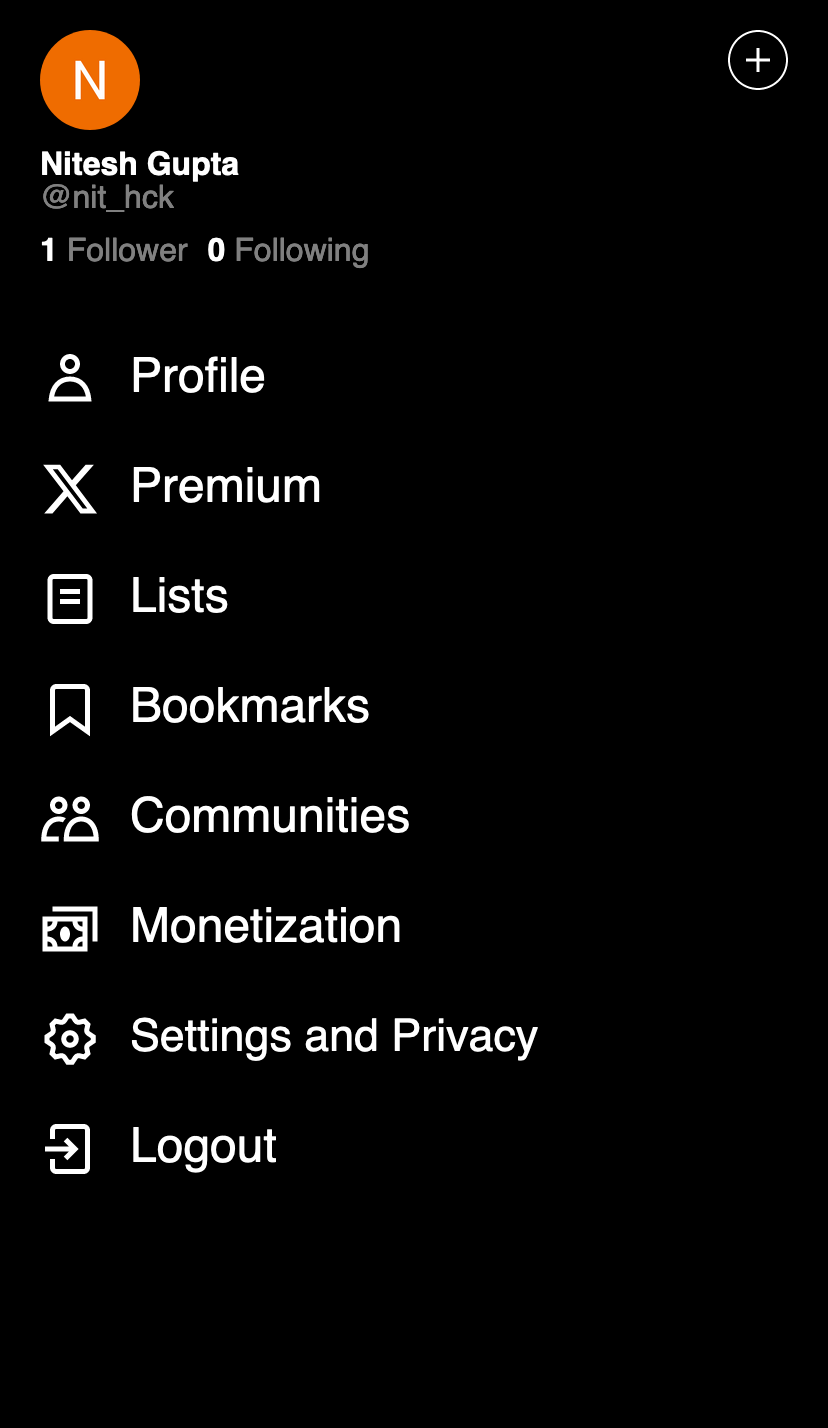 N
Nitesh Gupta
@nit_hck
1 Follower 0 Following
Profile
Premium
Lists
Bookmarks
Communities
Monetization
Settings and Privacy
Logout